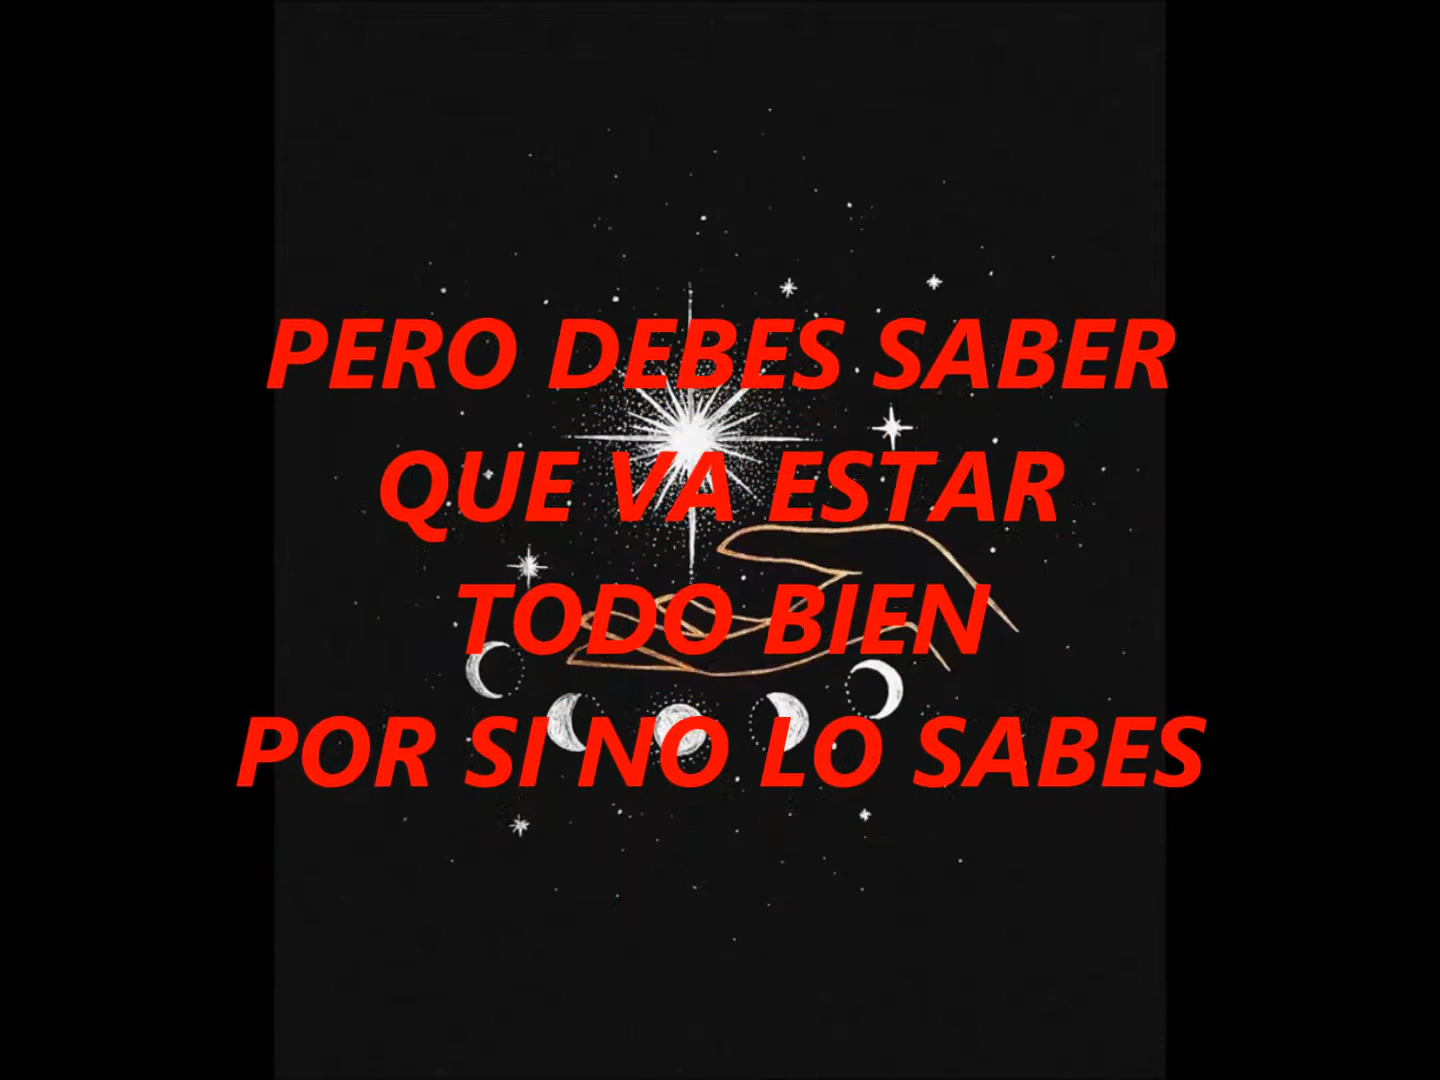 PERO DEBES SABER
QUE VA ESTAR
TODO BIEN
POR SI NO LO SABES